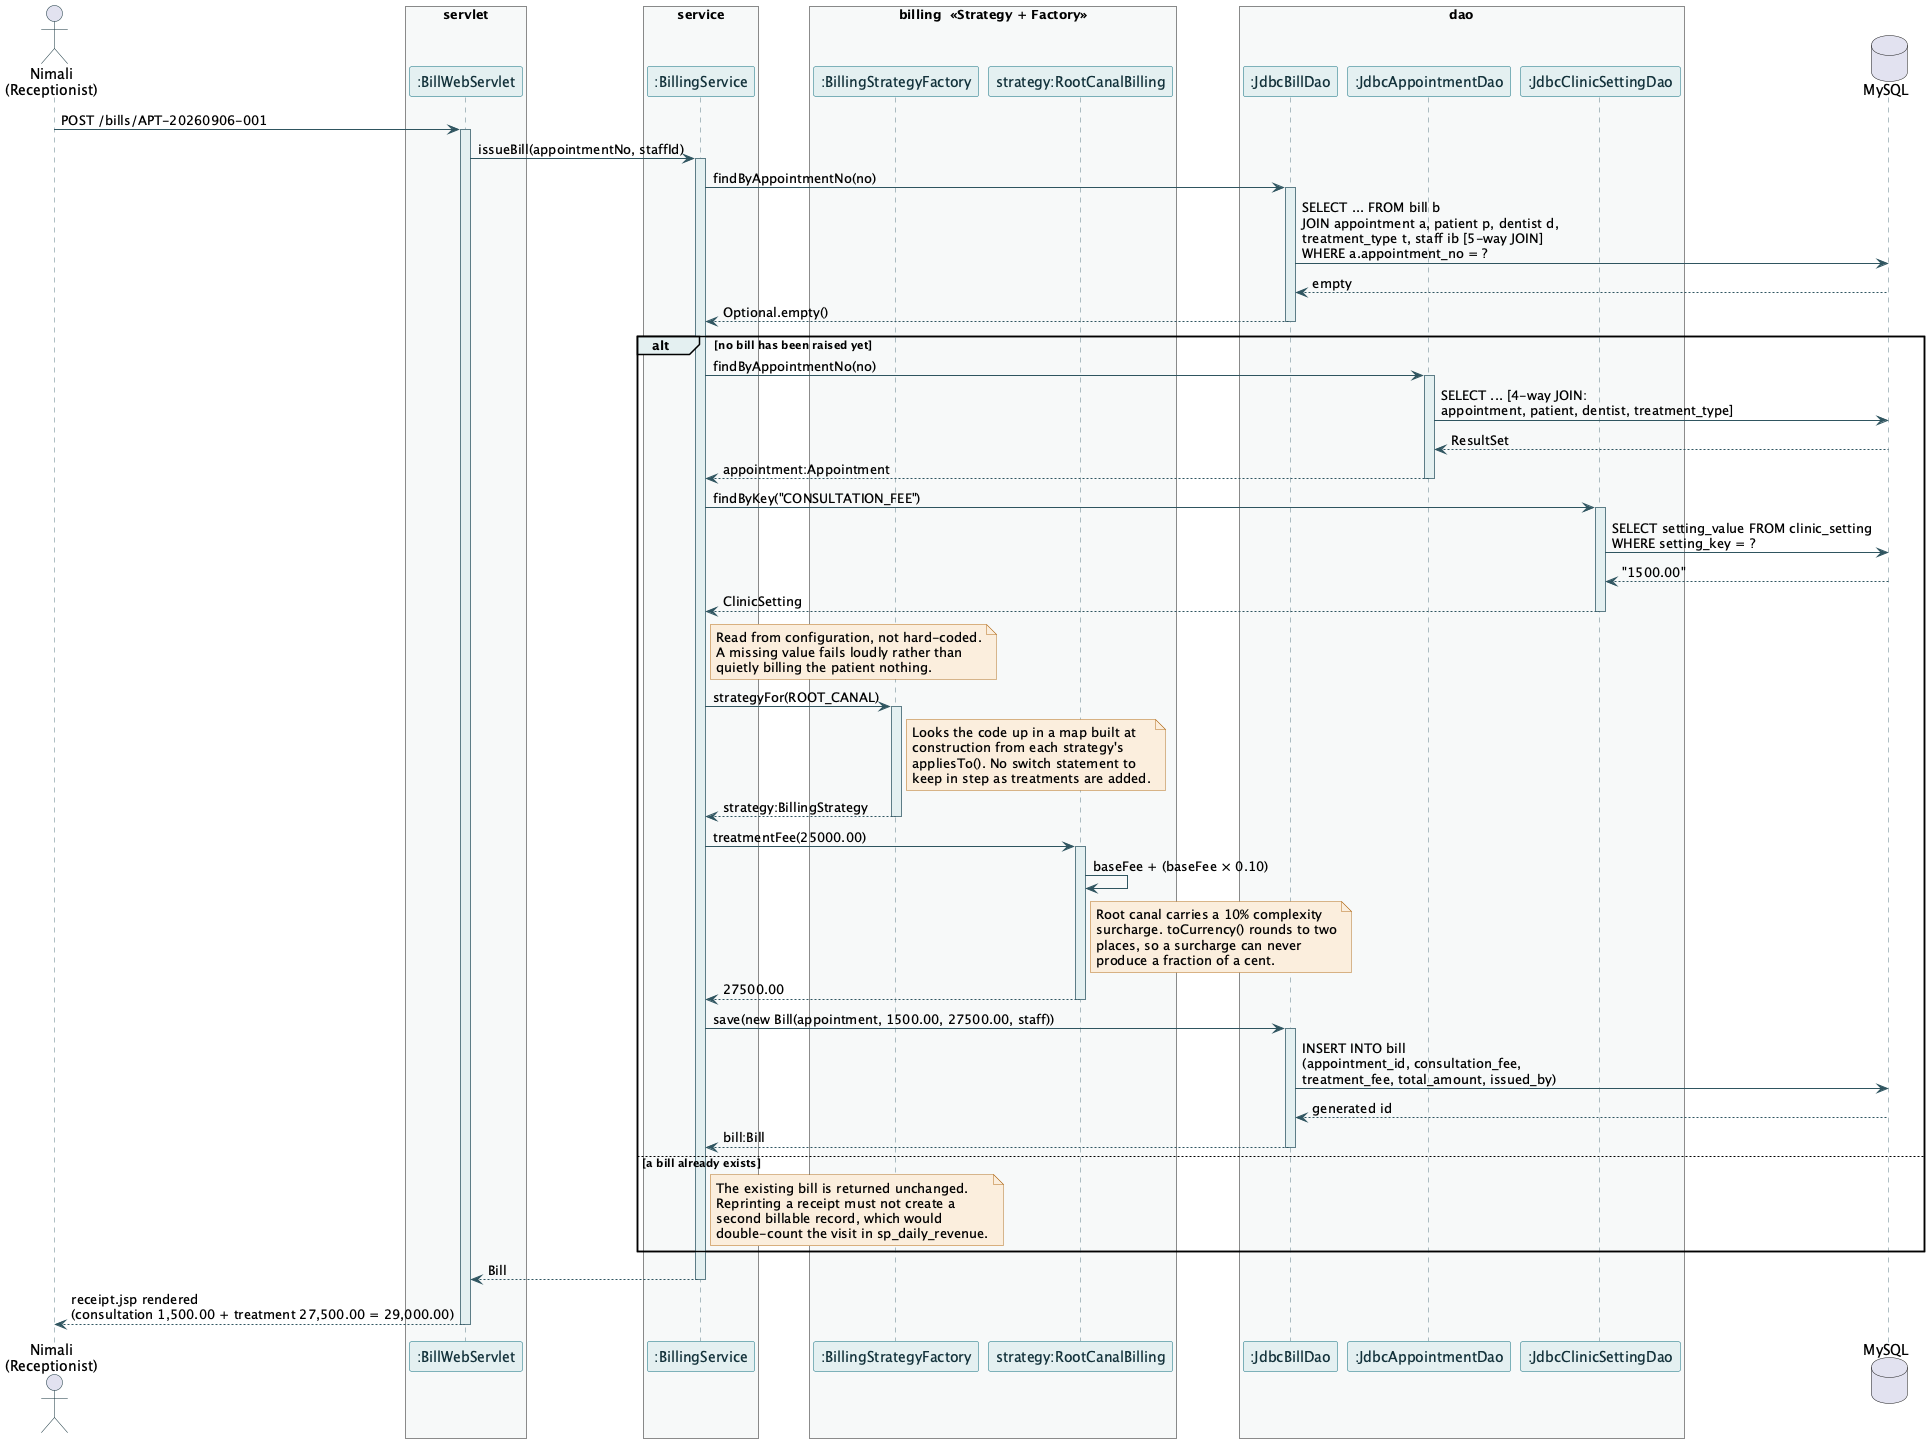 servlet
service
billing «Strategy + Factory»
dao
Nimali
(Receptionist)
:BillWebServlet
:BillingService
:BillingStrategyFactory
strategy:RootCanalBilling
:JdbcBillDao
:JdbcAppointmentDao
:JdbcClinicSettingDao
MySQL
POST /bills/APT-20260906-001
issueBill(appointmentNo, staffId)
findByAppointmentNo(no)
SELECT ... FROM bill b
JOIN appointment a, patient p, dentist d,
treatment_type t, staff ib [5-way JOIN]
WHERE a.appointment_no = ?
empty
Optional.empty()
alt
[no bill has been raised yet]
findByAppointmentNo(no)
SELECT ... [4-way JOIN:
appointment, patient, dentist, treatment_type]
ResultSet
appointment:Appointment
findByKey("CONSULTATION_FEE")
SELECT setting_value FROM clinic_setting
WHERE setting_key = ?
"1500.00"
ClinicSetting
Read from configuration, not hard-coded.
A missing value fails loudly rather than
quietly billing the patient nothing.
strategyFor(ROOT_CANAL)
Looks the code up in a map built at
construction from each strategy's
appliesTo(). No switch statement to
keep in step as treatments are added.
strategy:BillingStrategy
treatmentFee(25000.00)
baseFee + (baseFee × 0.10)
Root canal carries a 10% complexity
surcharge. toCurrency() rounds to two
places, so a surcharge can never
produce a fraction of a cent.
27500.00
save(new Bill(appointment, 1500.00, 27500.00, staff))
INSERT INTO bill
(appointment_id, consultation_fee,
treatment_fee, total_amount, issued_by)
generated id
bill:Bill
[a bill already exists]
The existing bill is returned unchanged.
Reprinting a receipt must not create a
second billable record, which would
double-count the visit in sp_daily_revenue.
Bill
receipt.jsp rendered
(consultation 1,500.00 + treatment 27,500.00 = 29,000.00)
Nimali
(Receptionist)
:BillWebServlet
:BillingService
:BillingStrategyFactory
strategy:RootCanalBilling
:JdbcBillDao
:JdbcAppointmentDao
:JdbcClinicSettingDao
MySQL